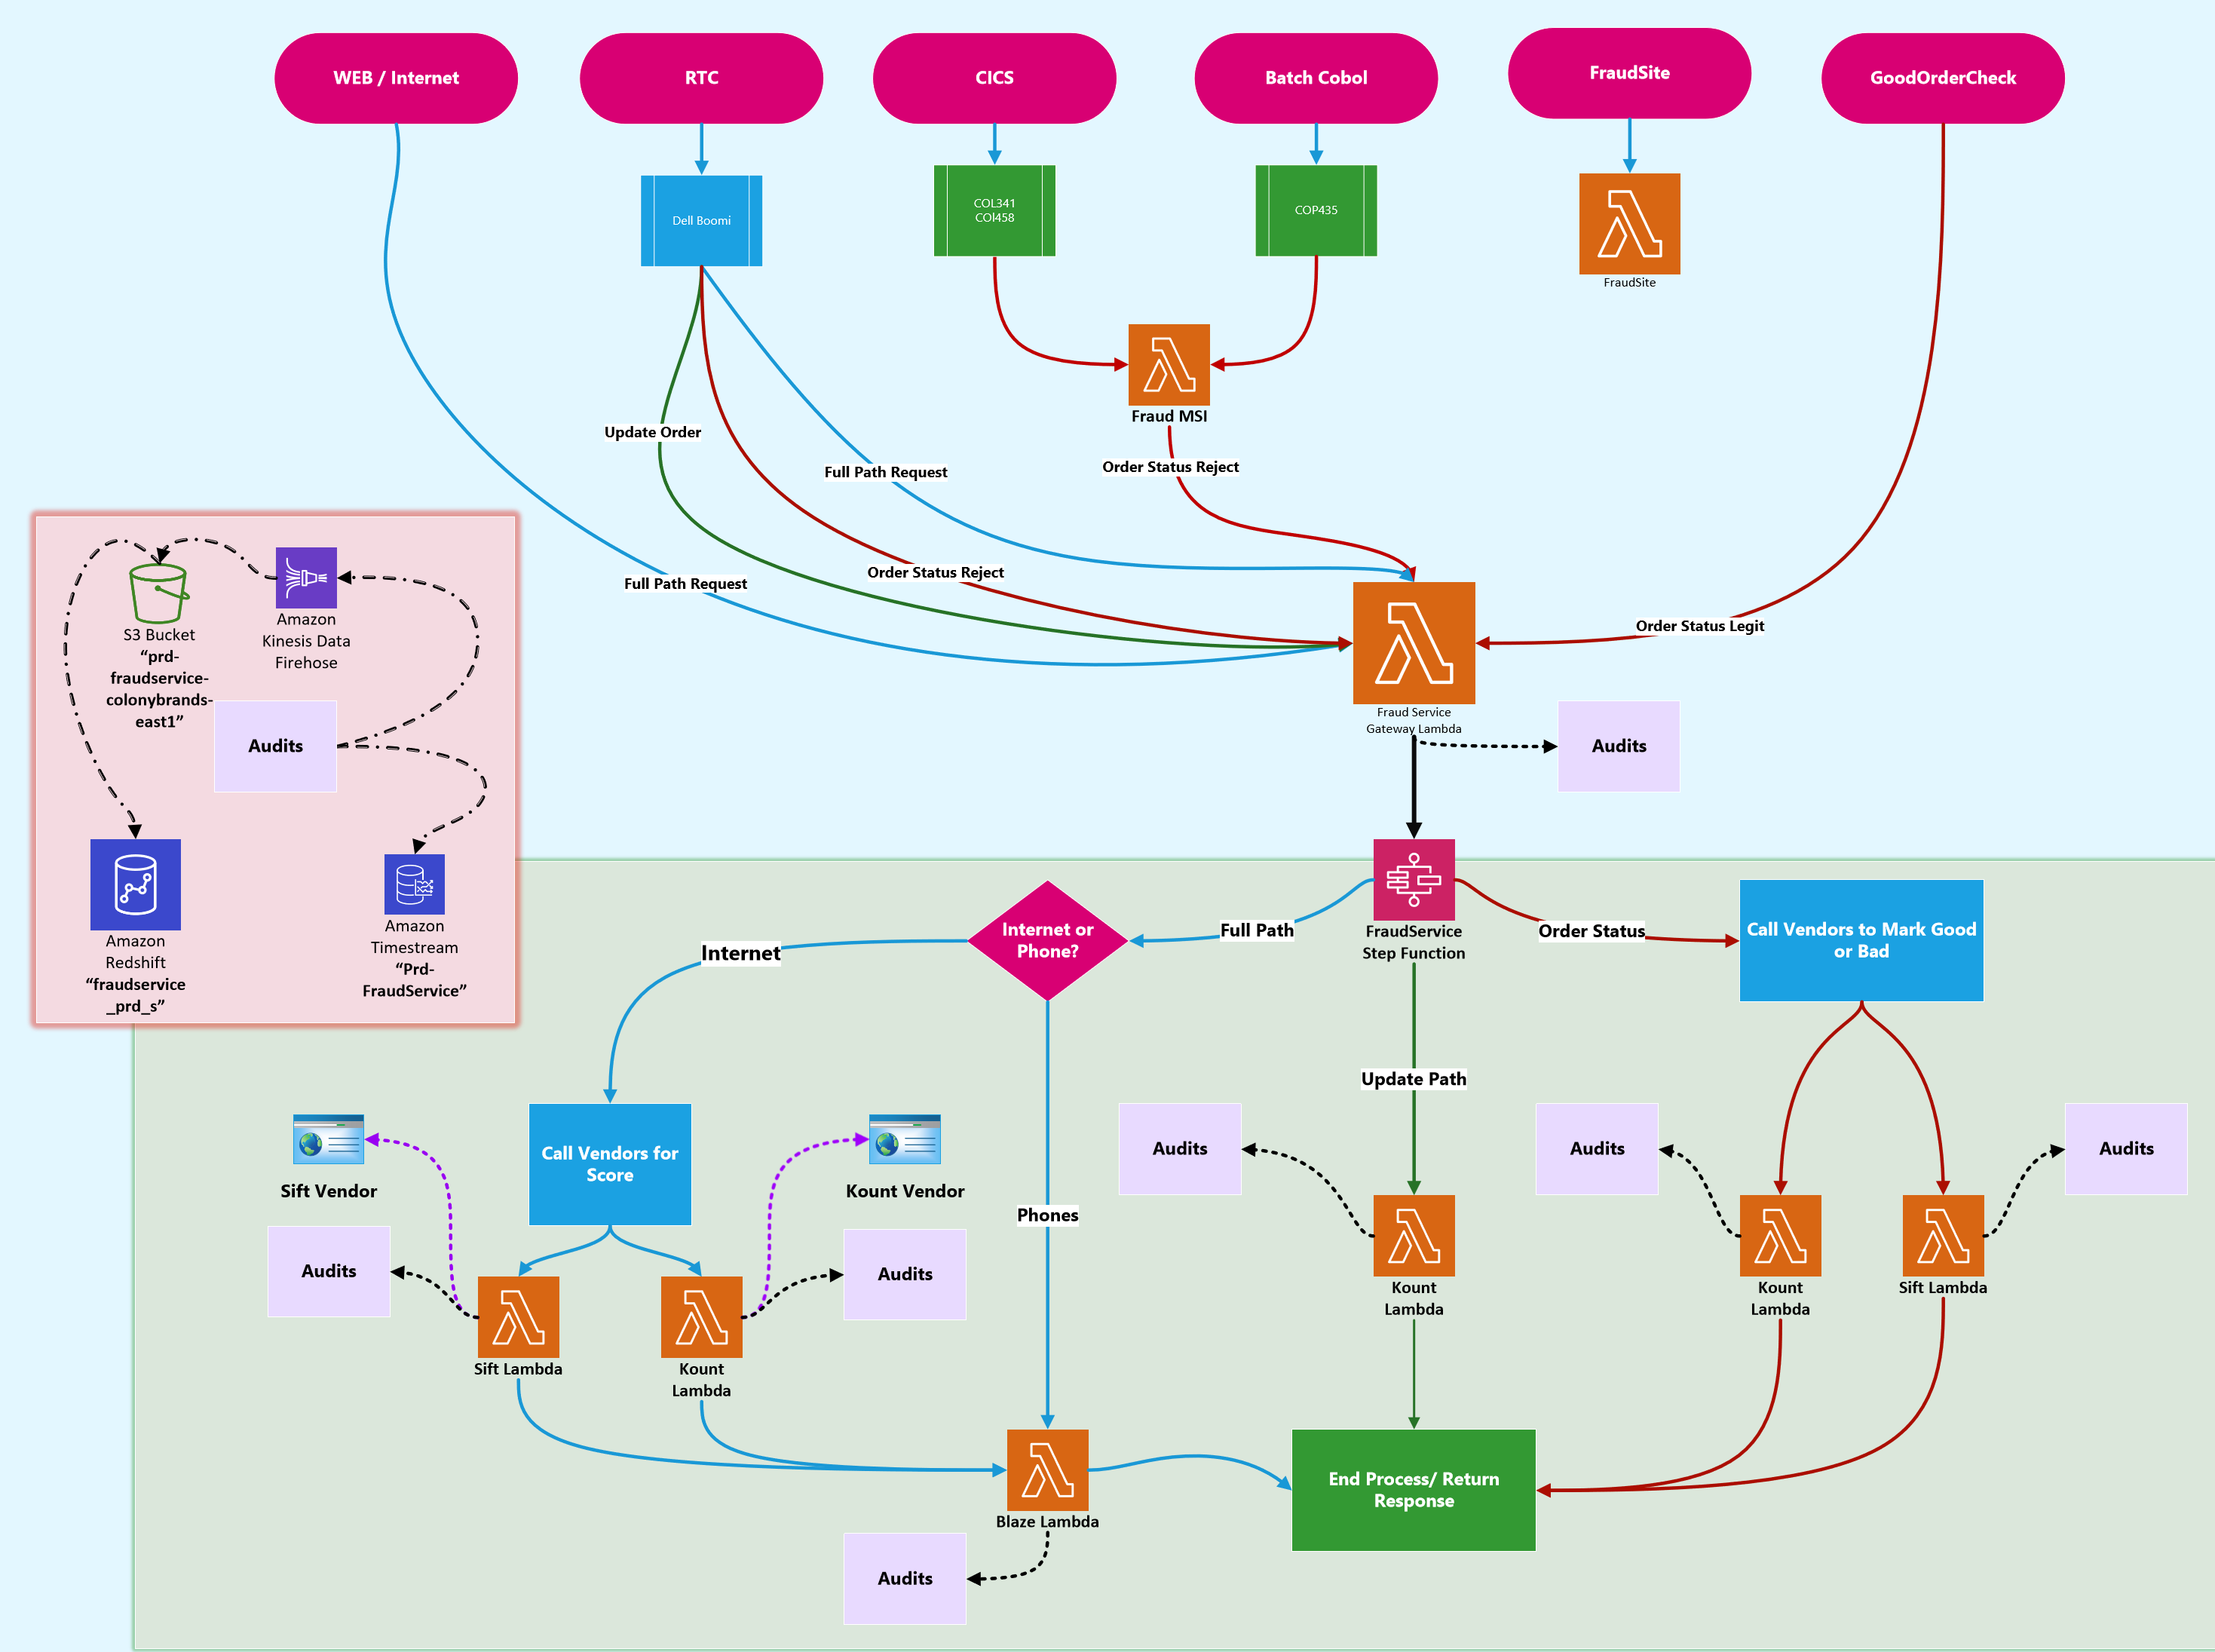 WEB / Internet
RTC
CICS
Batch Cobol
FraudSite
GoodOrderCheck
Dell Boomi
COL341
COl458
COP435
FraudSite
Fraud MSI
Update Order
Full Path Request
Order Status Reject
Full Path Request
Order Status Reject
Order Status Legit
Fraud Service
Gateway Lambda
Audits
S3 Bucket
“prd-
fraudservice-
colonybrands-
east1”
Amazon
Kinesis Data
Firehose
Audits
Amazon
Redshift
“fraudservice
_prd_s”
Amazon
Timestream
“Prd-
FraudService”
Internet or
Phone?
Full Path
FraudService
Step Function
Order Status
Call Vendors to Mark Good
or Bad
Internet
Update Path
Phones
Sift Vendor
Call Vendors for
Score
Kount Vendor
Audits
Audits
Audits
Audits
Audits
Sift Lambda
Kount
Lambda
Kount
Lambda
Kount
Lambda
Sift Lambda
Blaze Lambda
End Process/ Return
Response
Audits